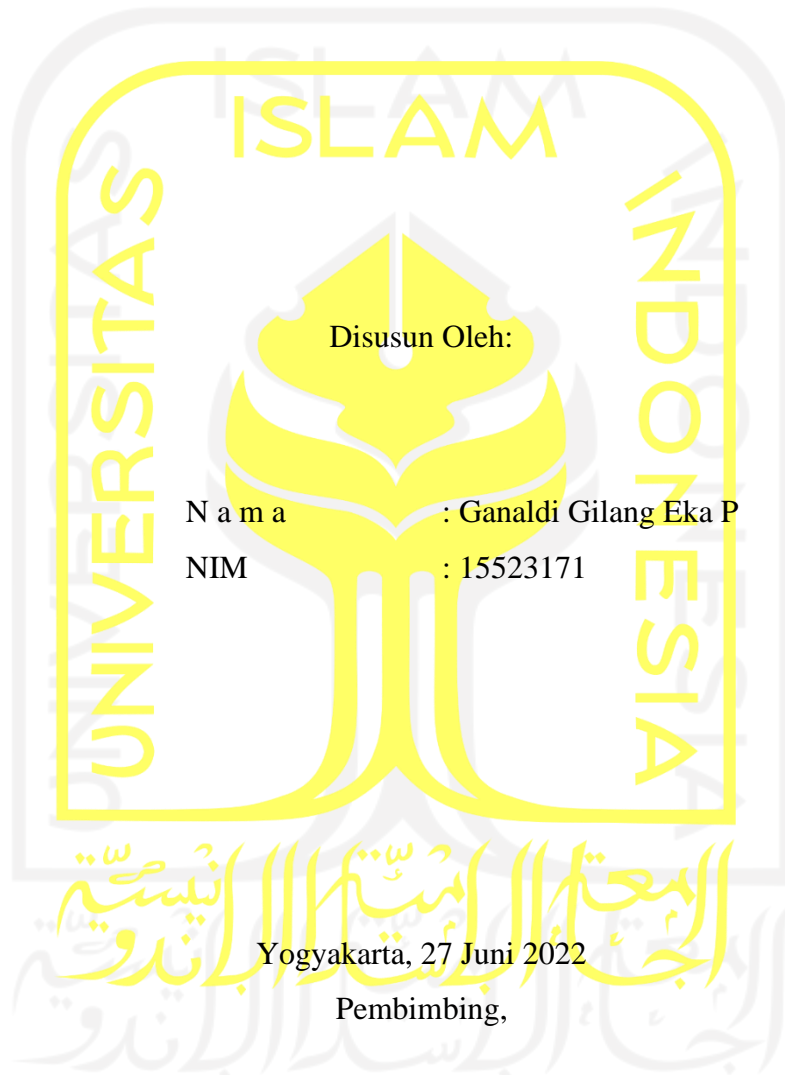 ISLAM
UNIVERSITAS
INDONESIA
Disusun Oleh:
N a m a : Ganaldi Gilang Eka P
NIM : 15523171
Yogyakarta, 27 Juni 2022
Pembimbing,